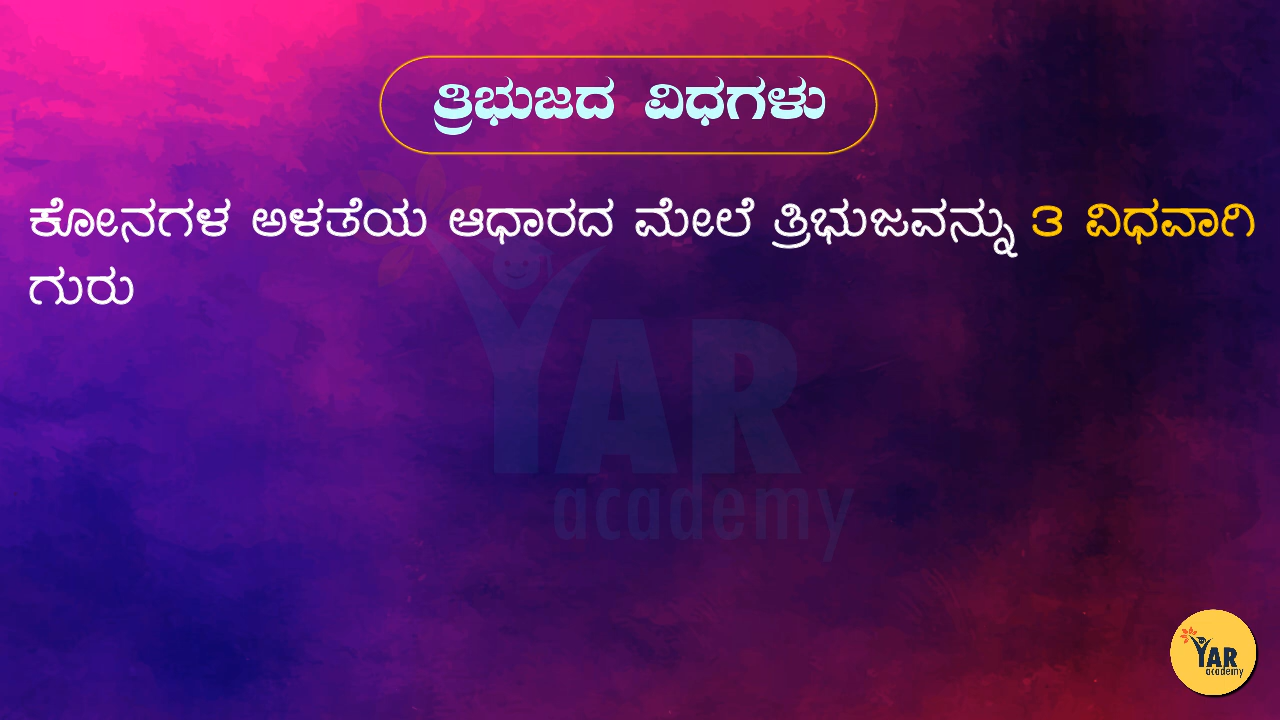 ತ್ರಿಭುಜದ ವಿಧಗಳು
ಕೋನಗಳ ಅಳತೆಯ ಆಧಾರದ ಮೇಲೆ ತ್ರಿಭುಜವನ್ನು ೩ ವಿಧವಾಗಿ
ಗುರು
YAR
academy
YAR
academy